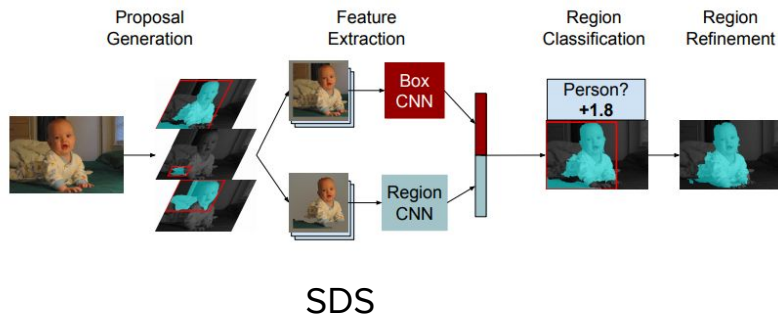 Proposal
Generation
Feature
Extraction
Region
Classification
Region
Refinement
Box
CNN
Region
CNN
Person?
+1.8
SDS